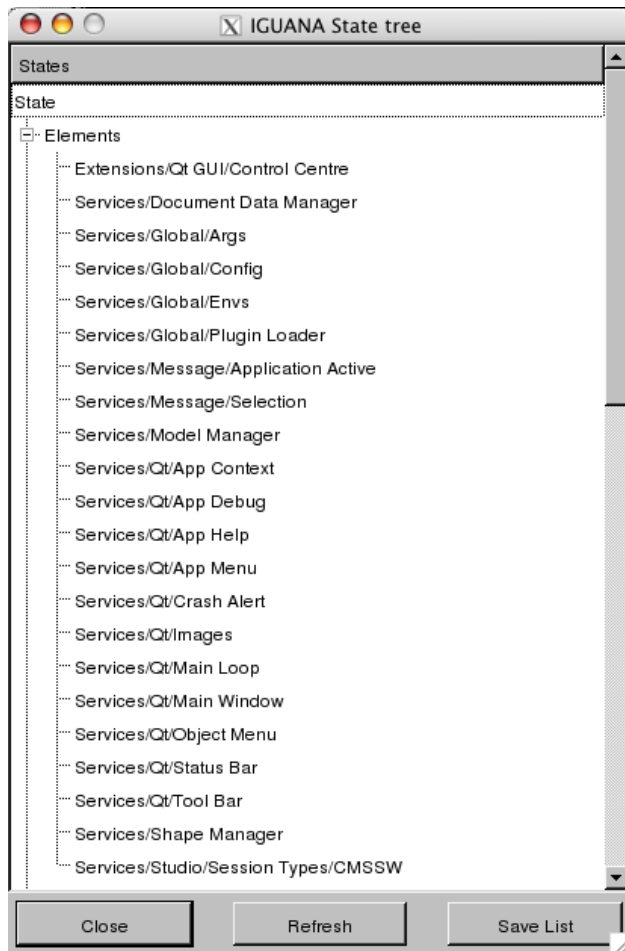 X IGUANA State tree
States
State
Elements
Extensions/Qt GUI/Control Centre
Services/Document Data Manager
Services/Global/Args
Services/Global/Config
Services/Global/Envs
Services/Global/Plugin Loader
Services/Message/Application Active
Services/Message/Selection
Services/Model Manager
Services/Qt/App Context
Services/Qt/App Debug
Services/Qt/App Help
Services/Qt/App Menu
Services/Qt/Crash Alert
Services/Qt/Images
Services/Qt/Main Loop
Services/Qt/Main Window
Services/Qt/Object Menu
Services/Qt/Status Bar
Services/Qt/Tool Bar
Services/Shape Manager
Services/Studio/Session Types/CMSSW
Close Refresh Save List